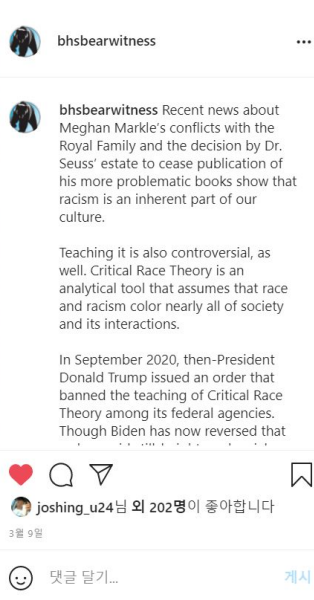 bhsbearwitness
bhsbearwitness Recent news about
Meghan Markle's conflicts with the
Royal Family and the decision by Dr.
Seuss' estate to cease publication of
his more problematic books show that
racism is an inherent part of our
culture.
Teaching it is also controversial, as
well. Critical Race Theory is an
analytical tool that assumes that race
and racism color nearly all of society
and its interactions.
In September 2020, then-President
Donald Trump issued an order that
banned the teaching of Critical Race
Theory among its federal agencies.
Though Biden has now reversed that
joshing_u24님 외 202명이 좋아합니다
3월 9일
댓글 달기...
게시